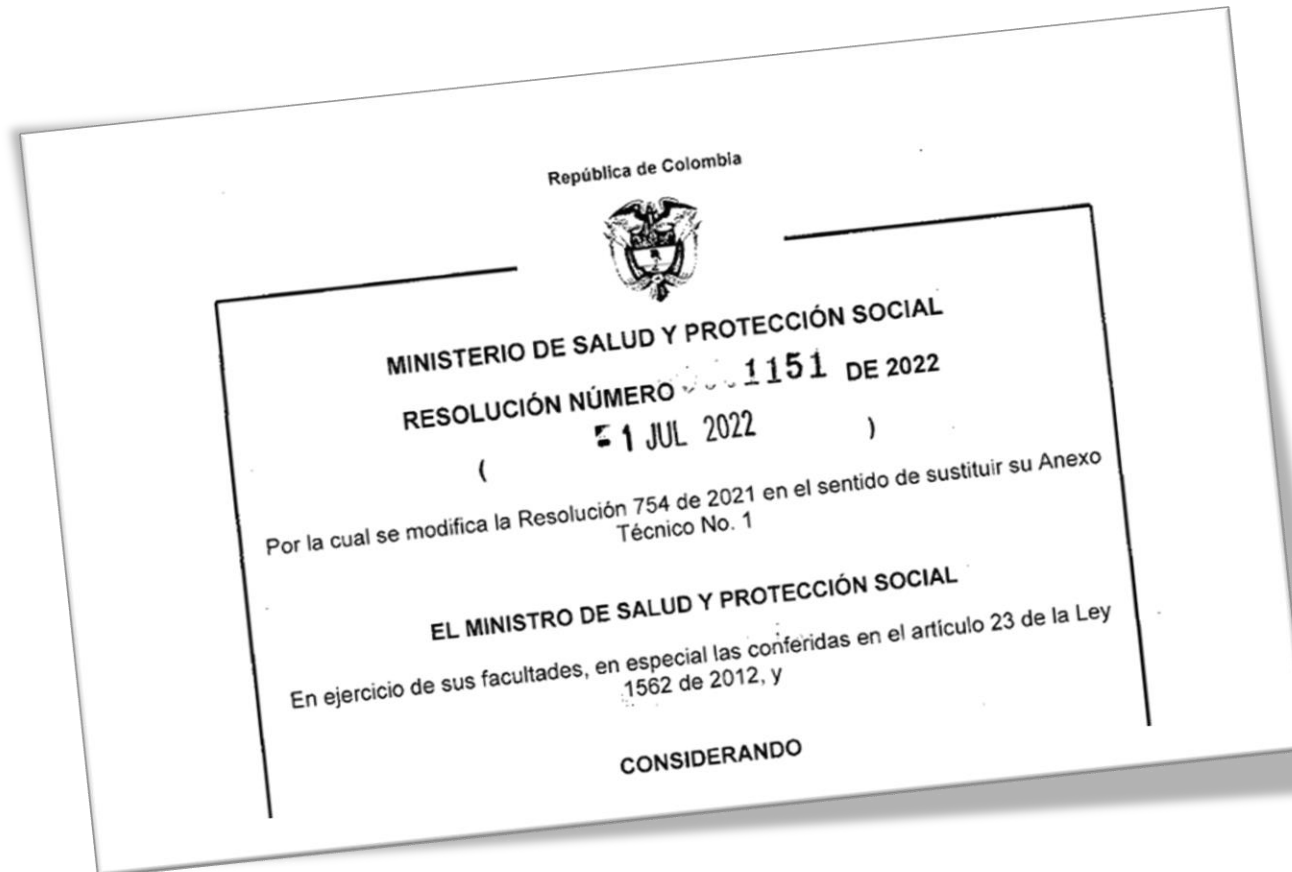 República de Colombia
MINISTERIO DE SALUD Y PROTECCIÓN SOCIAL
RESOLUCIÓN NÚMERO 1151 DE 2022
( 1 JUL 2022 )
Por la cual se modifica la Resolución 754 de 2021 en el sentido de sustituir su Anexo
Técnico No. 1
EL MINISTRO DE SALUD Y PROTECCIÓN SOCIAL
En ejercicio de sus facultades, en especial las conferidas en el artículo 23 de la Ley
1562 de 2012, y
CONSIDERANDO